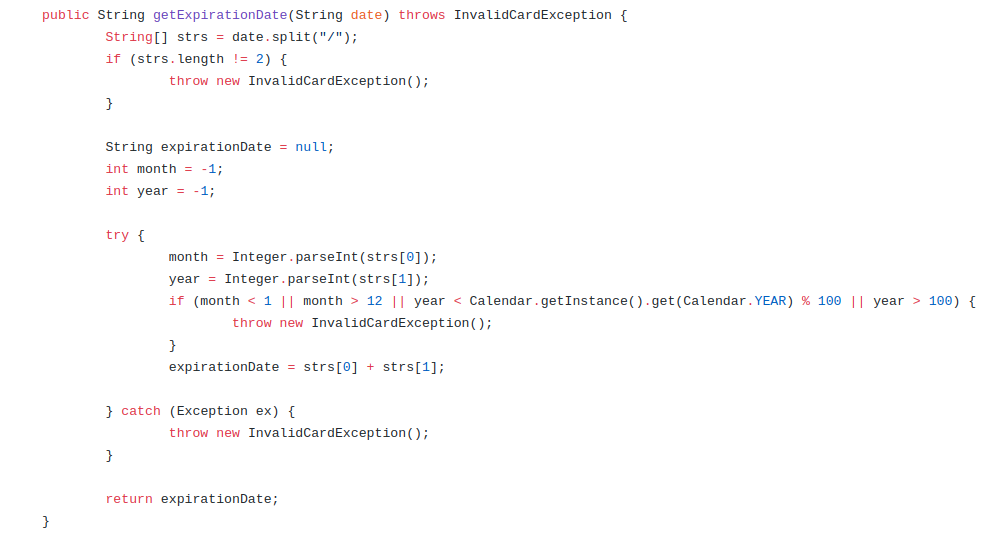 public String getExpirationDate(String date) throws InvalidCardException {
        String[] strs = date.split("/");
        if (strs.length != 2) {
                throw new InvalidCardException();
        }

        String expirationDate = null;
        int month = -1;
        int year = -1;

        try {
                month = Integer.parseInt(strs[0]);
                year = Integer.parseInt(strs[1]);
                if (month < 1 || month > 12 || year < Calendar.getInstance().get(Calendar.YEAR) % 100 || year > 100) {
                        throw new InvalidCardException();
                }
                expirationDate = strs[0] + strs[1];

        } catch (Exception ex) {
                throw new InvalidCardException();
        }

        return expirationDate;
}